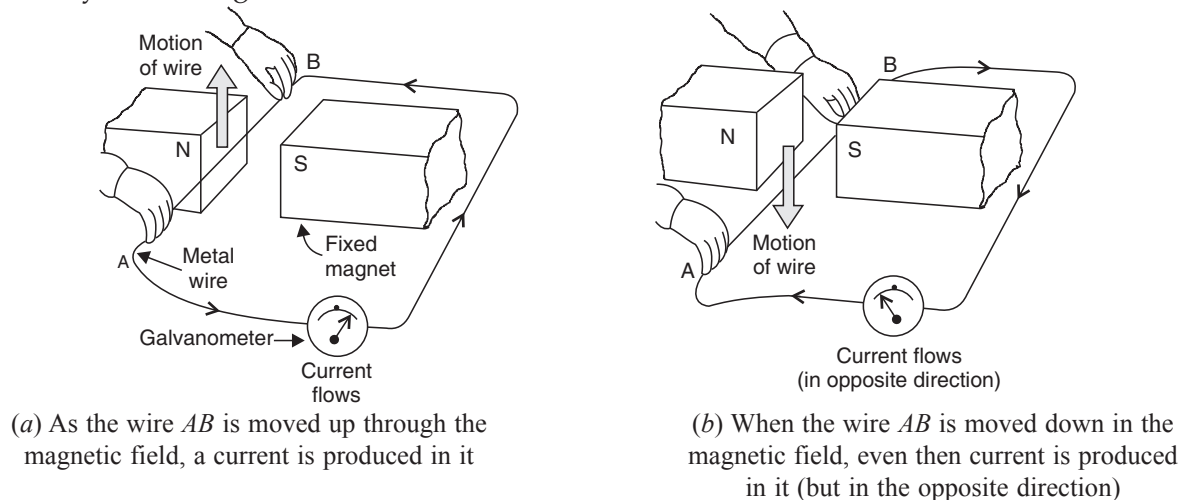 Motion
of wire
B
N
S
A
Metal
wire
Fixed
magnet
Galvanometer
Current
flows
(a) As the wire AB is moved up through the
magnetic field, a current is produced in it
B
N
S
Motion
of wire
A
Current flows
(in opposite direction)
(b) When the wire AB is moved down in the
magnetic field, even then current is produced
in it (but in the opposite direction)